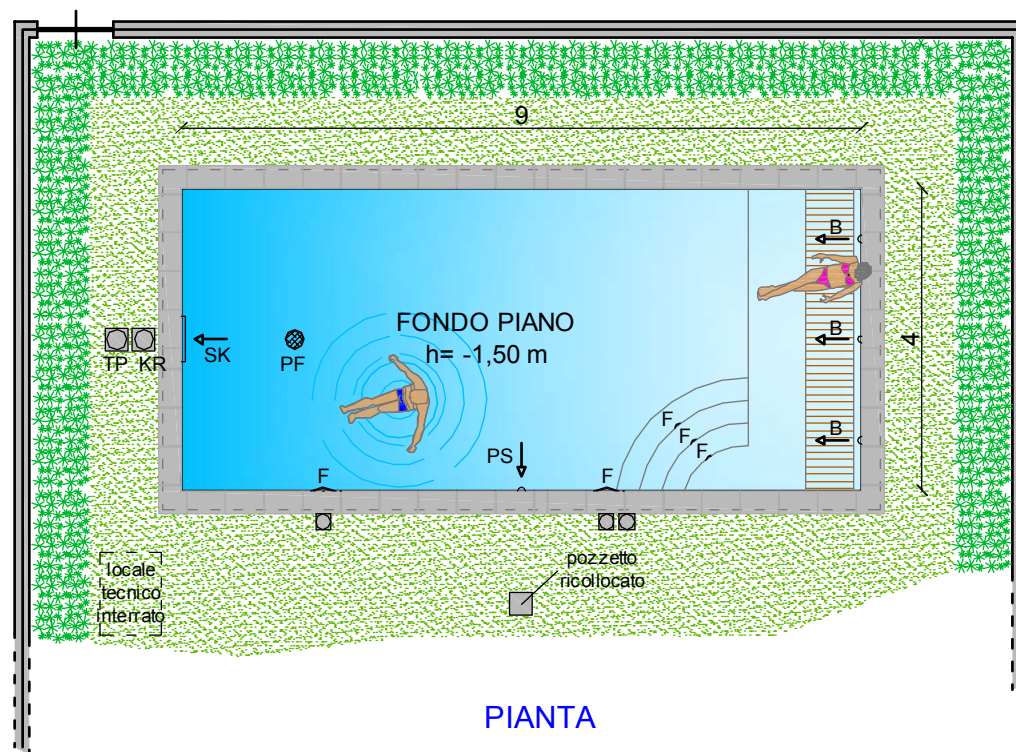 9
B
FONDO PIANO
h= -1,50 m
4
SK
PF
B
TP KR
F
F
F
B
PS
F
F
pozzetto
ricollocato
locale
tecnico
interrato
PIANTA